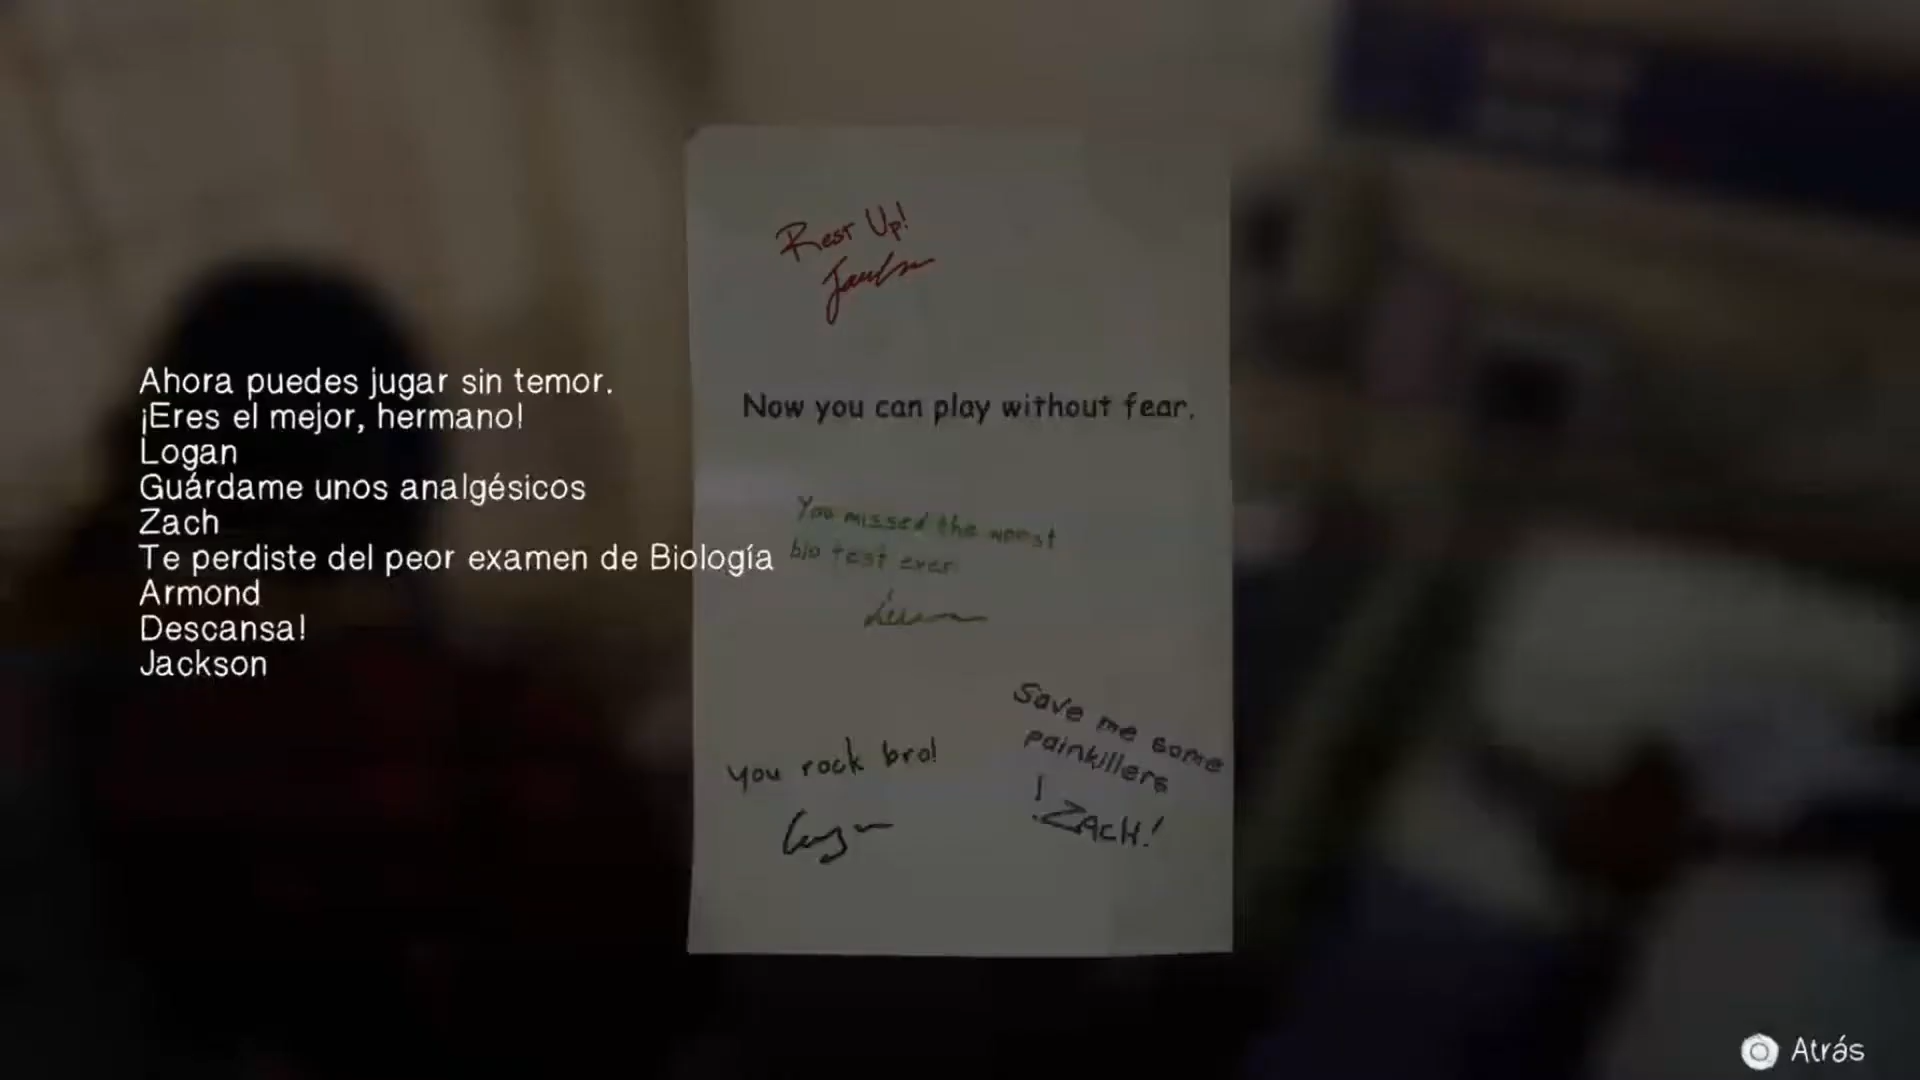 Ahora puedes jugar sin temor.
¡Eres el mejor, hermano!
Logan
Guárdame unos analgésicos
Zach
Te perdiste del peor examen de Biología
Armond
Descansa!
Jackson
Rest Up!
Now you can play without fear.
You missed the worst
bio test ever
You rock bro!
Save me some
painkillers
! ZACH!
Atrás